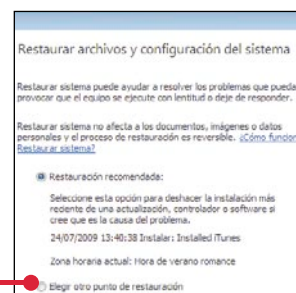 Restaurar archivos y configuración del sistema
Restaurar sistema puede ayudar a resolver los problemas que pueda
provocar que el equipo se ejecute con lentitud o deje de responder.
Restaurar sistema no afecta a los documentos, imágenes o datos
personales y el proceso de restauración es reversible. ¿Cómo funcion
Restaurar sistema?
Restauración recomendada:
Seleccione esta opción para deshacer la instalación más
reciente de una actualización, controlador o software si
cree que es la causa del problema.
24/07/2009 13:40:38 Instalar: Installed iTunes
Zona horaria actual: Hora de verano romance
Elegir otro punto de restauración